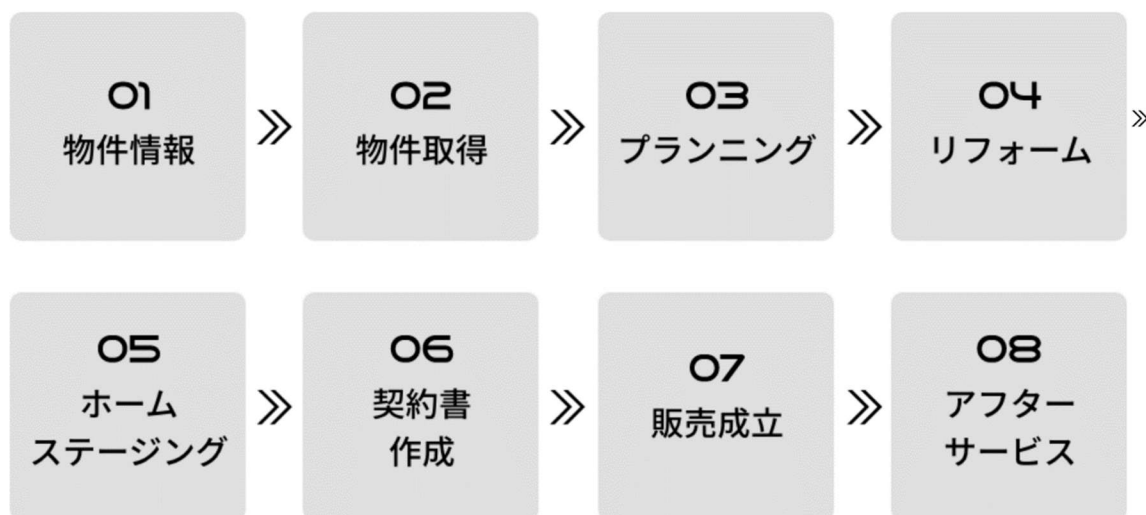 01
物件情報
02
物件取得
03
プランニング
04
リフォーム
05
ホーム
ステージング
06
契約書
作成
07
販売成立
08
アフター
サービス